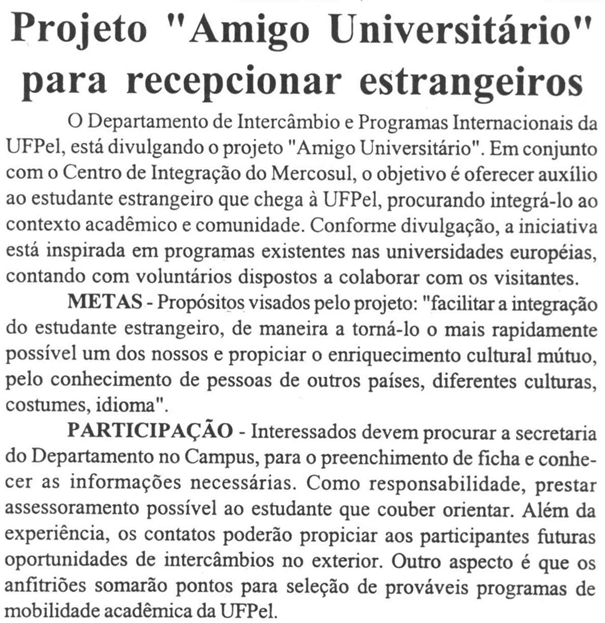 Projeto "Amigo Universitário"
para recepcionar estrangeiros
O Departamento de Intercâmbio e Programas Internacionais da
UFPel, está divulgando o projeto "Amigo Universitário". Em conjunto
com o Centro de Integração do Mercosul, o objetivo é oferecer auxílio
ao estudante estrangeiro que chega à UFPel, procurando integrá-lo ao
contexto acadêmico e comunidade. Conforme divulgação, a iniciativa
está inspirada em programas existentes nas universidades européias,
contando com voluntários dispostos a colaborar com os visitantes.
METAS - Propósitos visados pelo projeto: "facilitar a integração
do estudante estrangeiro, de maneira a torná-lo o mais rapidamente
possível um dos nossos e propiciar o enriquecimento cultural mútuo,
pelo conhecimento de pessoas de outros países, diferentes culturas,
costumes, idioma".
PARTICIPAÇÃO - Interessados devem procurar a secretaria
do Departamento no Campus, para o preenchimento de ficha e conhe-
cer as informações necessárias. Como responsabilidade, prestar
assessoramento possível ao estudante que couber orientar. Além da
experiência, os contatos poderão propiciar aos participantes futuras
oportunidades de intercâmbios no exterior. Outro aspecto é que os
anfitriões somarão pontos para seleção de prováveis programas de
mobilidade acadêmica da UFPel.